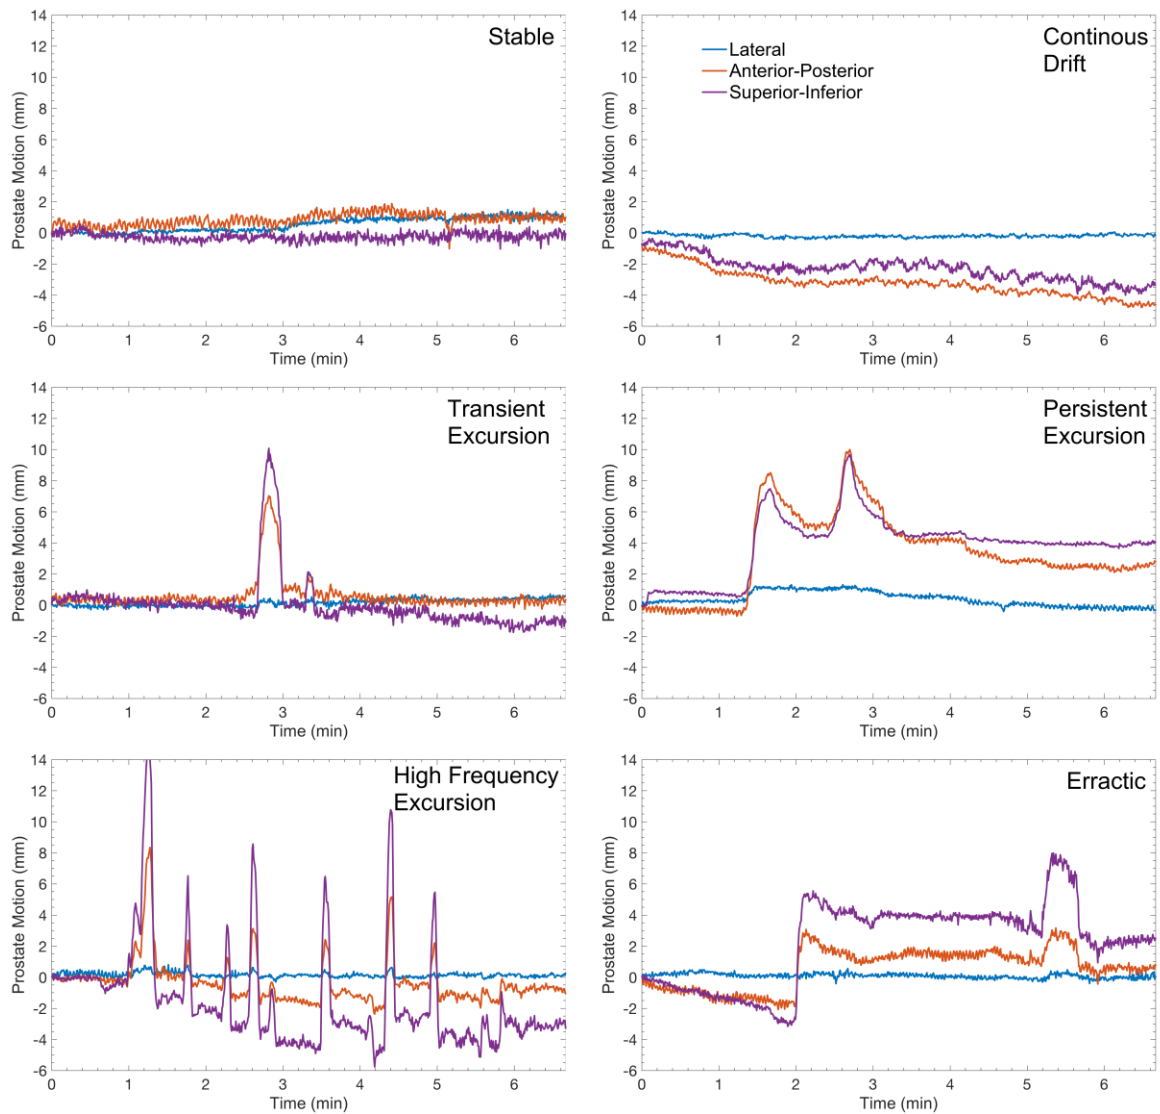 14
12
10
8
6
4
2
0
-2
-4
-6
Prostate Motion (mm)
Stable
0 1 2 3 4 5 6
Time (min)
14
12
10
8
6
4
2
0
-2
-4
-6
Prostate Motion (mm)
Lateral
Anterior-Posterior
Superior-Inferior
Continous
Drift
0 1 2 3 4 5 6
Time (min)
14
12
10
8
6
4
2
0
-2
-4
-6
Prostate Motion (mm)
Transient
Excursion
0 1 2 3 4 5 6
Time (min)
14
12
10
8
6
4
2
0
-2
-4
-6
Prostate Motion (mm)
Persistent
Excursion
0 1 2 3 4 5 6
Time (min)
14
12
10
8
6
4
2
0
-2
-4
-6
Prostate Motion (mm)
High Frequency
Excursion
0 1 2 3 4 5 6
Time (min)
14
12
10
8
6
4
2
0
-2
-4
-6
Prostate Motion (mm)
Erractic
0 1 2 3 4 5 6
Time (min)